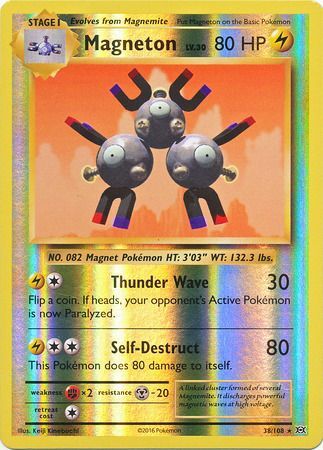 STAGE 1 Evolves from Magnemite Put Magneton on the Basic Pokémon
Magneton LV.30 80 HP
NO. 082 Magnet Pokémon HT: 3'03" WT: 132.3 lbs.
Thunder Wave 30
Flip a coin. If heads, your opponent's Active Pokémon
is now Paralyzed.
Self-Destruct 80
This Pokémon does 80 damage to itself.
weakness ×2 resistance -20
retreat
cost
A linked cluster formed of several
Magnemite. It discharges powerful
magnetic waves at high voltage.
Illus. Keiji Kinebuchi ©2016 Pokémon 38/108 ★